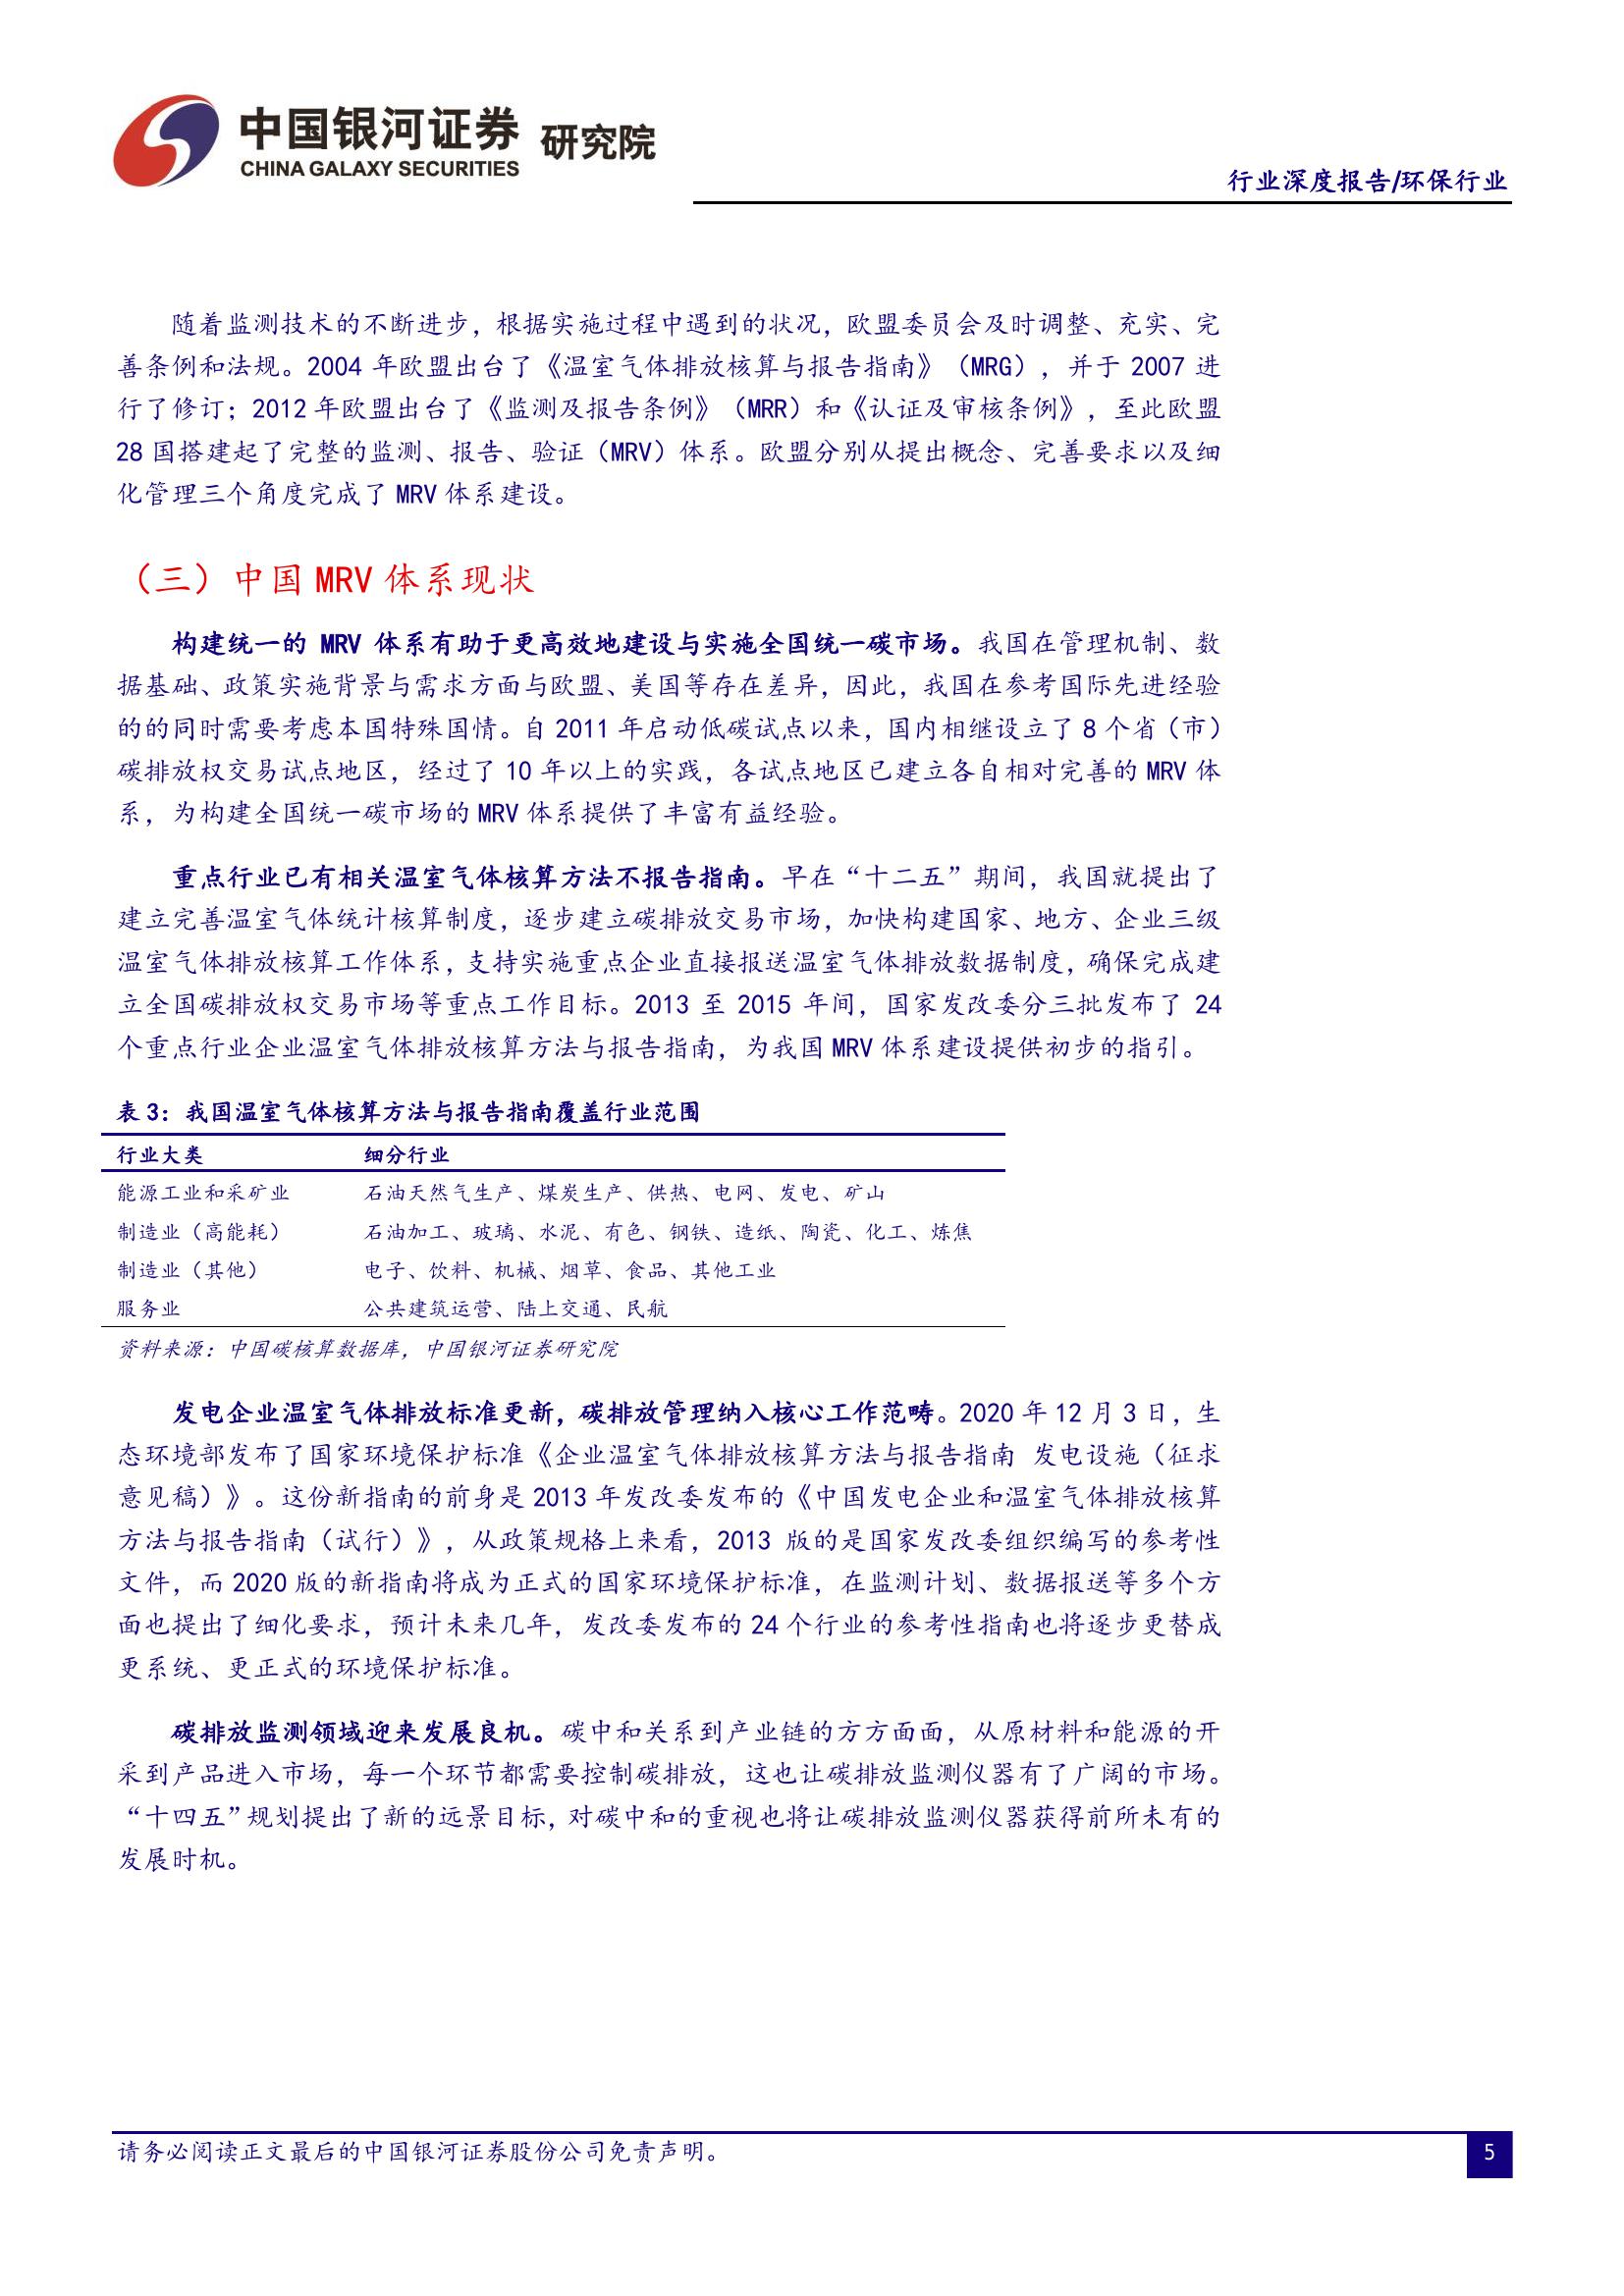 中国银河证券 研究院
CHINA GALAXY SECURITIES
行业深度报告/环保行业
随着监测技术的不断进步，根据实施过程中遇到的状况，欧盟委员会及时调整、充实、完
善条例和法规。2004 年欧盟出台了《温室气体排放核算与报告指南》（MRG），并于 2007 进
行了修订；2012 年欧盟出台了《监测及报告条例》（MRR）和《认证及审核条例》，至此欧盟
28 国搭建起了完整的监测、报告、验证（MRV）体系。欧盟分别从提出概念、完善要求以及细
化管理三个角度完成了 MRV 体系建设。
（三）中国 MRV 体系现状
构建统一的 MRV 体系有助于更高效地建设与实施全国统一碳市场。我国在管理机制、数
据基础、政策实施背景与需求方面与欧盟、美国等存在差异，因此，我国在参考国际先进经验
的的同时需要考虑本国特殊国情。自 2011 年启动低碳试点以来，国内相继设立了 8 个省（市）
碳排放权交易试点地区，经过了 10 年以上的实践，各试点地区已建立各自相对完善的 MRV 体
系，为构建全国统一碳市场的 MRV 体系提供了丰富有益经验。
重点行业已有相关温室气体核算方法不报告指南。早在“十二五”期间，我国就提出了
建立完善温室气体统计核算制度，逐步建立碳排放交易市场，加快构建国家、地方、企业三级
温室气体排放核算工作体系，支持实施重点企业直接报送温室气体排放数据制度，确保完成建
立全国碳排放权交易市场等重点工作目标。2013 至 2015 年间，国家发改委分三批发布了 24
个重点行业企业温室气体排放核算方法与报告指南，为我国 MRV 体系建设提供初步的指引。
表 3：我国温室气体核算方法与报告指南覆盖行业范围
行业大类 细分行业
能源工业和采矿业 石油天然气生产、煤炭生产、供热、电网、发电、矿山
制造业（高能耗） 石油加工、玻璃、水泥、有色、钢铁、造纸、陶瓷、化工、炼焦
制造业（其他） 电子、饮料、机械、烟草、食品、其他工业
服务业 公共建筑运营、陆上交通、民航
资料来源：中国碳核算数据库，中国银河证券研究院
发电企业温室气体排放标准更新，碳排放管理纳入核心工作范畴。2020 年 12 月 3 日，生
态环境部发布了国家环境保护标准《企业温室气体排放核算方法与报告指南 发电设施（征求
意见稿）》。这份新指南的前身是 2013 年发改委发布的《中国发电企业和温室气体排放核算
方法与报告指南（试行）》，从政策规格上来看，2013 版的是国家发改委组织编写的参考性
文件，而 2020 版的新指南将成为正式的国家环境保护标准，在监测计划、数据报送等多个方
面也提出了细化要求，预计未来几年，发改委发布的 24 个行业的参考性指南也将逐步更替成
更系统、更正式的环境保护标准。
碳排放监测领域迎来发展良机。碳中和关系到产业链的方方面面，从原材料和能源的开
采到产品进入市场，每一个环节都需要控制碳排放，这也让碳排放监测仪器有了广阔的市场。
“十四五”规划提出了新的远景目标，对碳中和的重视也将让碳排放监测仪器获得前所未有的
发展时机。
请务必阅读正文最后的中国银河证券股份公司免责声明。
5